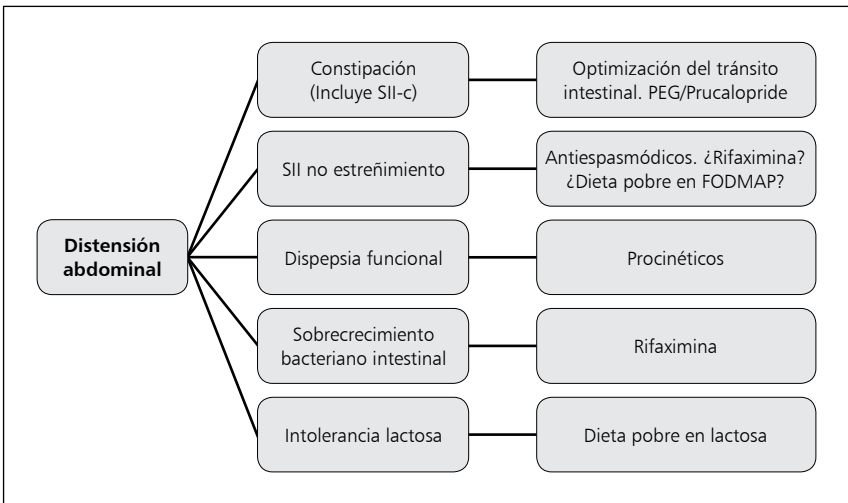 Constipación
(Incluye SII-c)
Optimización del tránsito
intestinal. PEG/Prucalopride
SII no estreñimiento
Antiespasmódicos. ¿Rifaximina?
¿Dieta pobre en FODMAP?
Distensión
abdominal
Dispepsia funcional
Procinéticos
Sobrecrecimiento
bacteriano intestinal
Rifaximina
Intolerancia lactosa
Dieta pobre en lactosa